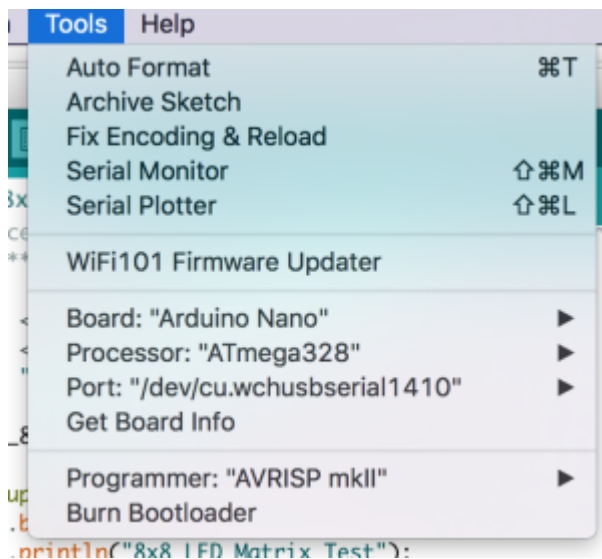 Tools Help
Auto Format ⌘T
Archive Sketch
Fix Encoding & Reload
Serial Monitor ⇧⌘M
Serial Plotter ⇧⌘L
WiFi101 Firmware Updater
Board: "Arduino Nano" ▶
Processor: "ATmega328" ▶
Port: "/dev/cu.wchusbserial1410" ▶
Get Board Info
Programmer: "AVRISP mkII" ▶
Burn Bootloader
.println("8x8 LED Matrix Test");